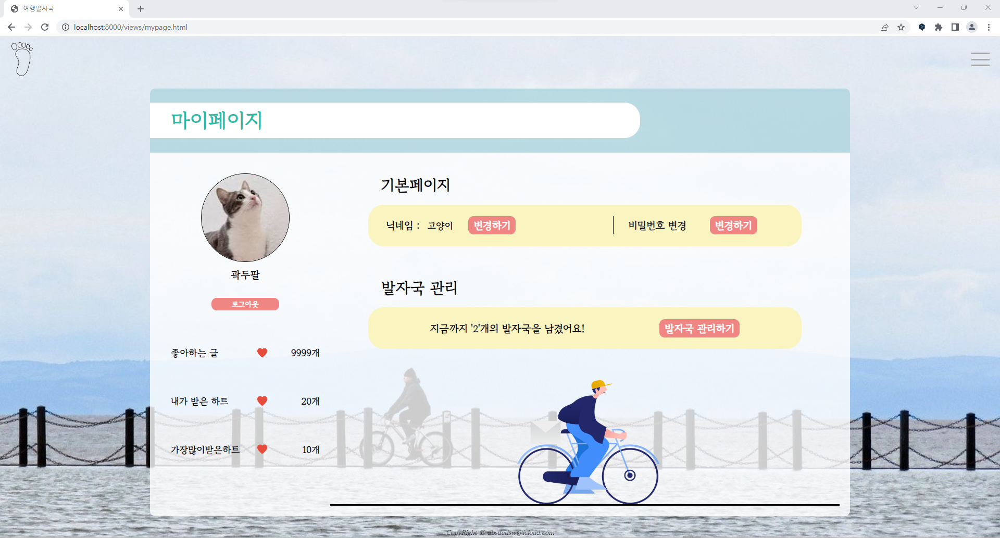 여행발자국
localhost:8000/views/mypage.html
마이페이지
기본페이지
닉네임 : 고양이 변경하기 비밀번호 변경 변경하기
곽두팔
로그아웃
발자국 관리
지금까지 '2'개의 발자국을 남겼어요! 발자국 관리하기
좋아하는 글 9999개
내가 받은 하트 20개
가장많이받은하트 10개
CopyRight © dbsdudsw@icloud.com